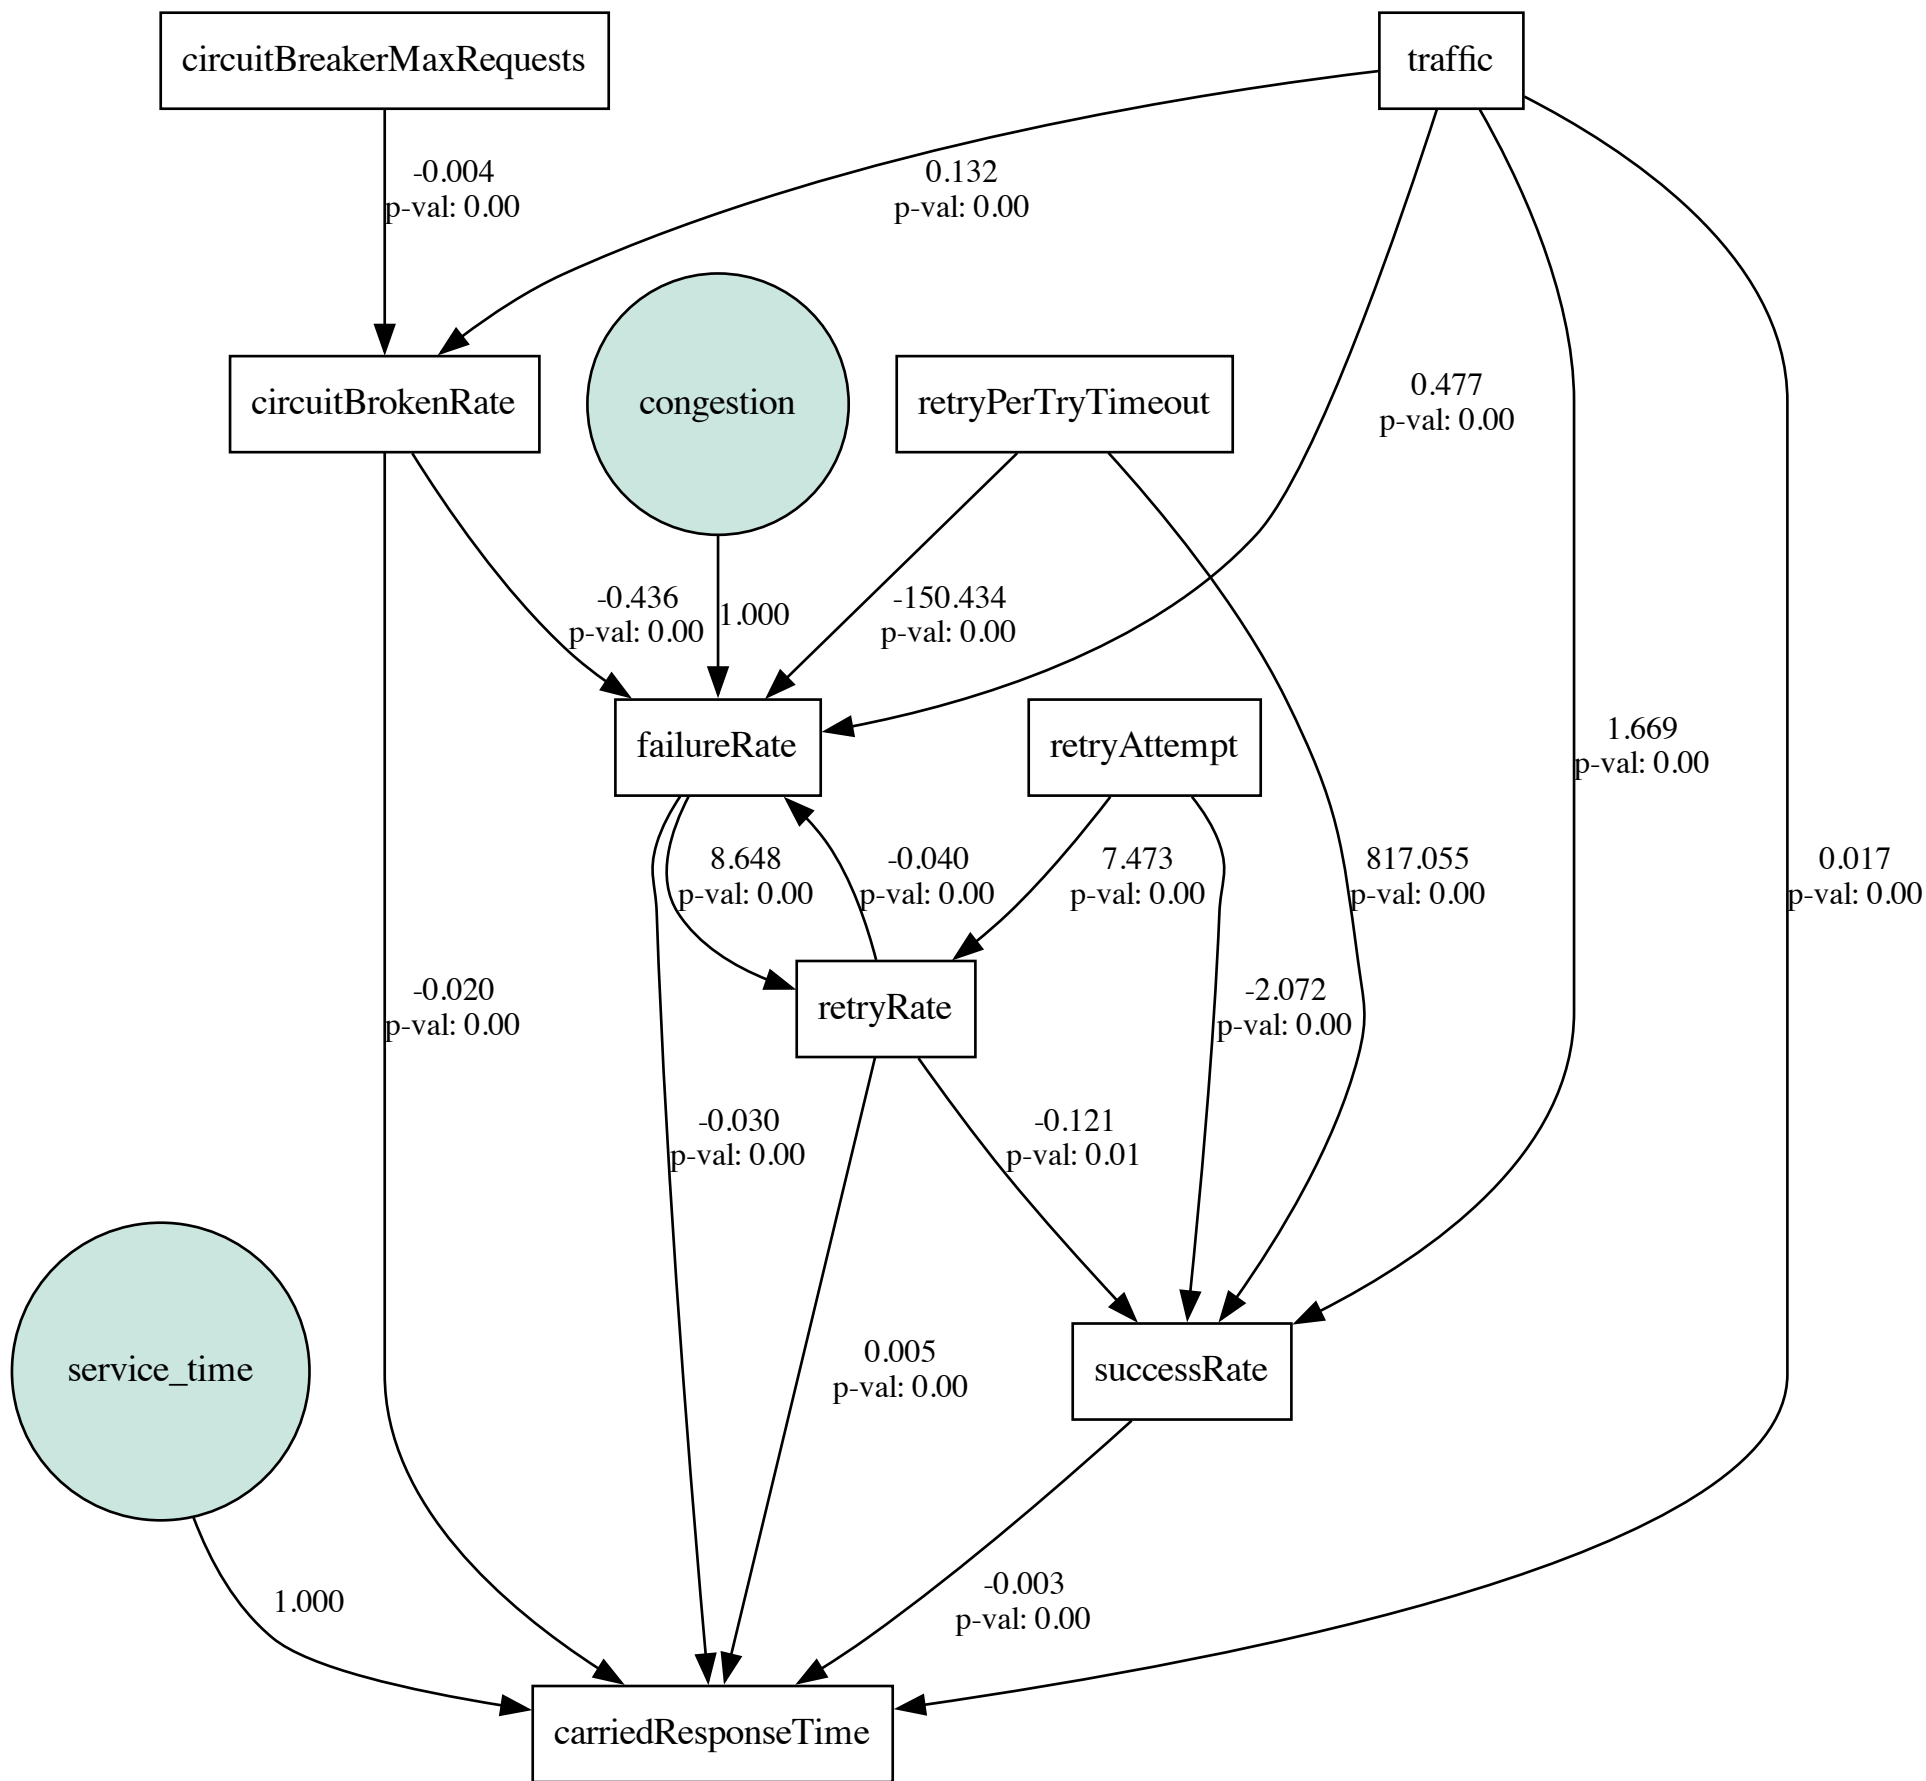 circuitBreakerMaxRequests
traffic
-0.004
p-val: 0.00
0.132
p-val: 0.00
circuitBrokenRate
congestion
retryPerTryTimeout
0.477
p-val: 0.00
-0.436
p-val: 0.00
1.000
-150.434
p-val: 0.00
failureRate
retryAttempt
1.669
p-val: 0.00
8.648
p-val: 0.00
-0.040
p-val: 0.00
7.473
p-val: 0.00
817.055
p-val: 0.00
0.017
p-val: 0.00
-0.020
p-val: 0.00
retryRate
-2.072
p-val: 0.00
-0.030
p-val: 0.00
-0.121
p-val: 0.01
service_time
0.005
p-val: 0.00
successRate
1.000
-0.003
p-val: 0.00
carriedResponseTime